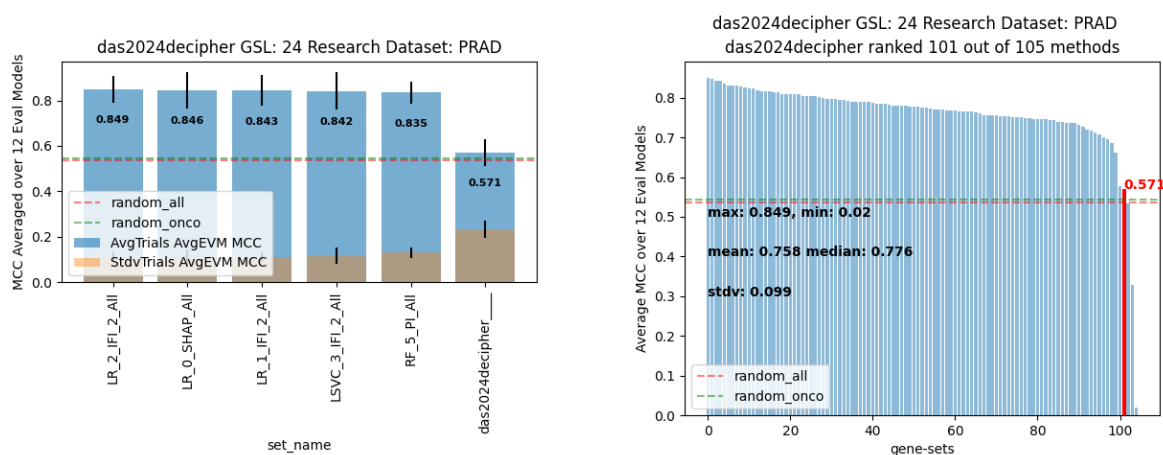 das2024decipher GSL: 24 Research Dataset: PRAD
MCC Averaged over 12 Eval Models
0.8
0.6
0.4
0.2
0.0
0.849
0.846
0.843
0.842
0.835
0.571
random_all
random_onco
AvgTrials AvgEVM MCC
StdvTrials AvgEVM MCC
LR_2_IFI_2_All
LR_0_SHAP_All
LR_1_IFI_2_All
LSVC_3_IFI_2_All
RF_5_PI_All
das2024decipher____
set_name
das2024decipher GSL: 24 Research Dataset: PRAD
das2024decipher ranked 101 out of 105 methods
Average MCC over 12 Eval Models
0.8
0.7
0.6
0.5
0.4
0.3
0.2
0.1
0.0
0.571
max: 0.849, min: 0.02
mean: 0.758 median: 0.776
stdv: 0.099
random_all
random_onco
0
20
40
60
80
100
gene-sets